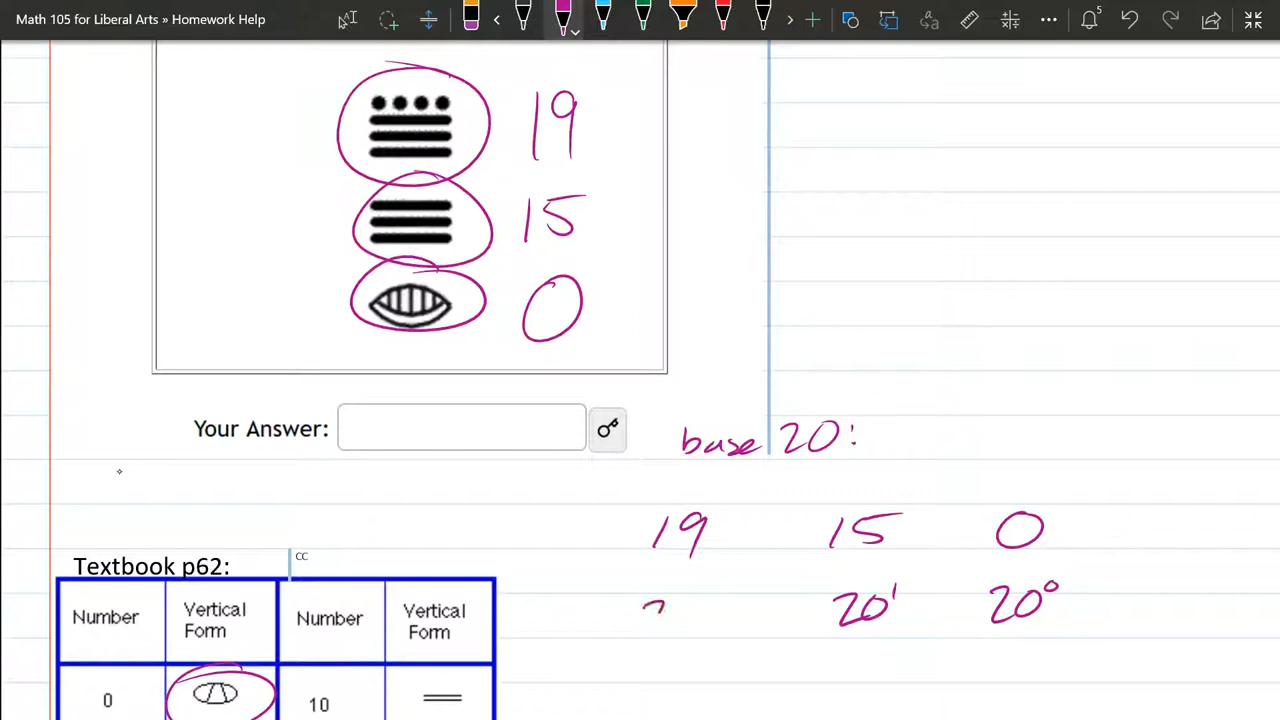 Math 105 for Liberal Arts » Homework Help
5
19
15
0
Your Answer:
base 20:
19 15 0
20¹ 20⁰
Textbook p62:
CC
Number Vertical Form Number Vertical Form
0 10